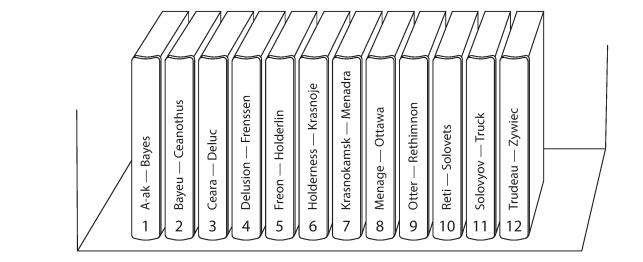 A-ak — Bayes
1
Bayeu — Ceanothus
2
Ceara — Deluc
3
Delusion — Frenssen
4
Freon — Holderlin
5
Holderness — Krasnoje
6
Krasnokamsk — Menadra
7
Menage — Ottawa
8
Otter — Rethimnon
9
Reti — Solovets
10
Solovyov — Truck
11
Trudeau — Zywiec
12